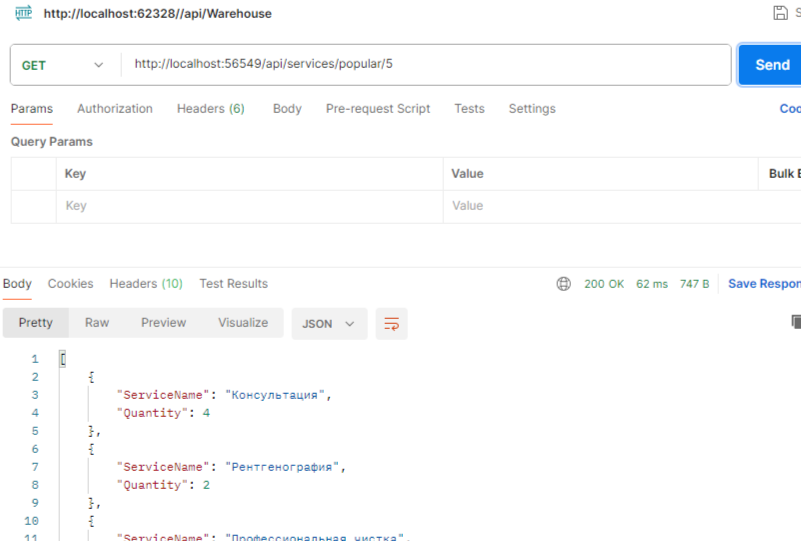 HTTP http://localhost:62328//api/Warehouse
GET http://localhost:56549/api/services/popular/5 Send
Params Authorization Headers (6) Body Pre-request Script Tests Settings
Query Params
Key Value Bulk
Key Value
Body Cookies Headers (10) Test Results 200 OK 62 ms 747 B Save
Pretty Raw Preview Visualize JSON
1 [
2 {
3 "ServiceName": "Консультация",
4 "Quantity": 4
5 },
6 {
7 "ServiceName": "Рентгенография",
8 "Quantity": 2
9 },
10 {
11 "ServiceName": "Профессиональная чистка",